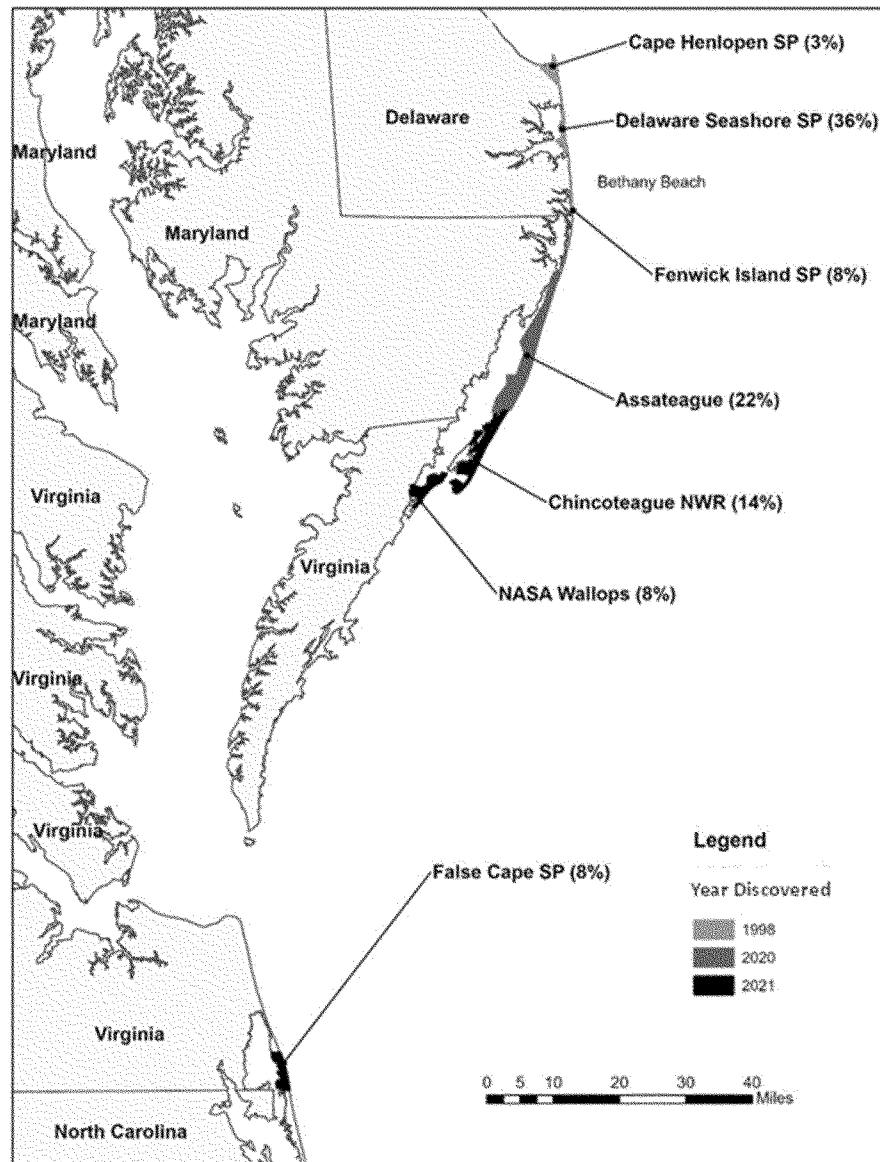 Cape Henlopen SP (3%)
Delaware
Delaware Seashore SP (36%)
Maryland
Bethany Beach
Maryland
Fenwick Island SP (8%)
Maryland
Assateague (22%)
Virginia
Chincoteague NWR (14%)
Virginia
NASA Wallops (8%)
Virginia
Virginia
Legend
False Cape SP (8%)
Year Discovered
1998
2020
2021
Virginia
0 5 10 20 30 40
Miles
North Carolina